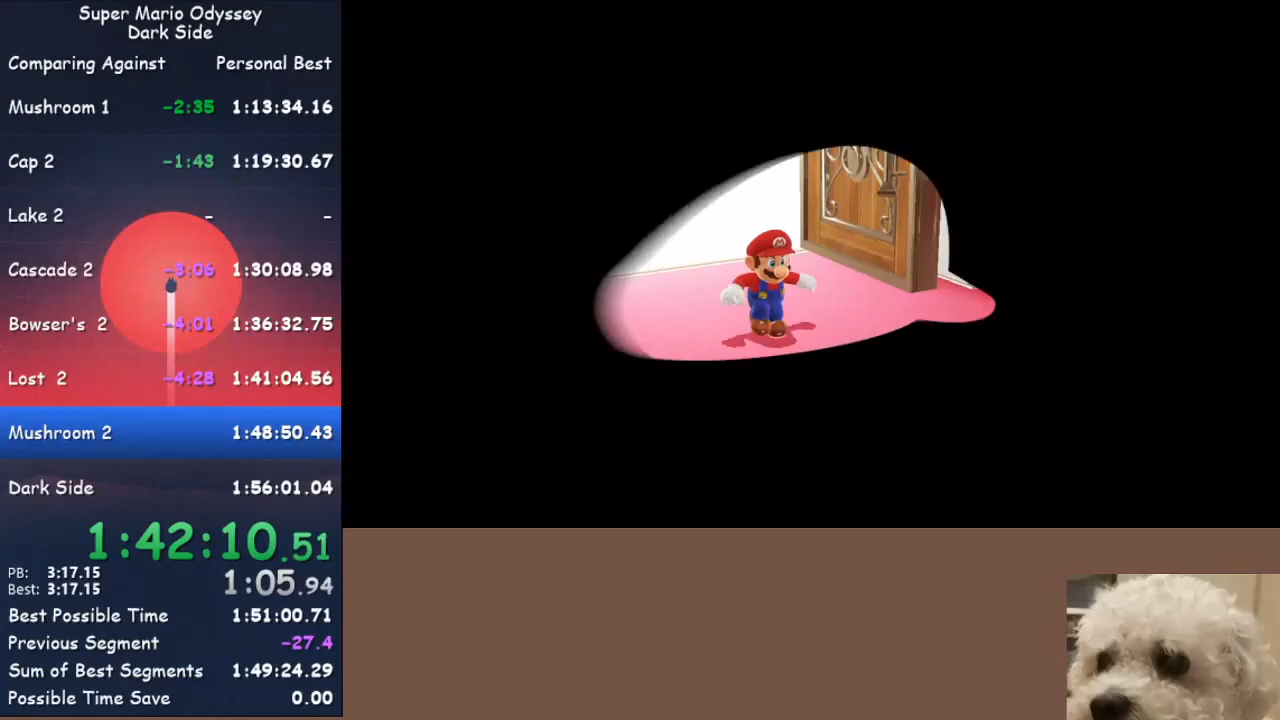 Super Mario Odyssey
Dark Side
Comparing Against Personal Best
Mushroom 1 -2:35 1:13:34.16
Cap 2 -1:43 1:19:30.67
Lake 2 - -
Cascade 2 -3:06 1:30:08.98
Bowser's 2 -4:01 1:36:32.75
Lost 2 -4:28 1:41:04.56
Mushroom 2 1:48:50.43
Dark Side 1:56:01.04
1:42:10.51
PB: 3:17.15
Best: 3:17.15
1:05.94
Best Possible Time 1:51:00.71
Previous Segment -27.4
Sum of Best Segments 1:49:24.29
Possible Time Save 0.00